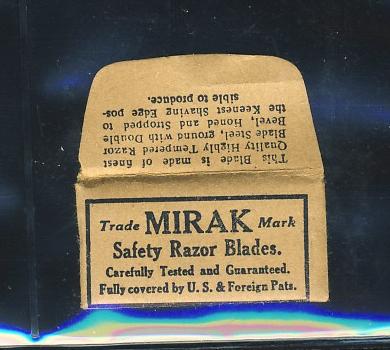 This Blade is made of finest
Quality Highly Tempered Razor
Blade Steel, ground with Double
Bevel, Honed and Stropped to
the Keenest Shaving Edge pos-
sible to produce.
Trade MIRAK Mark
Safety Razor Blades.
Carefully Tested and Guaranteed.
Fully covered by U. S. & Foreign Pats.